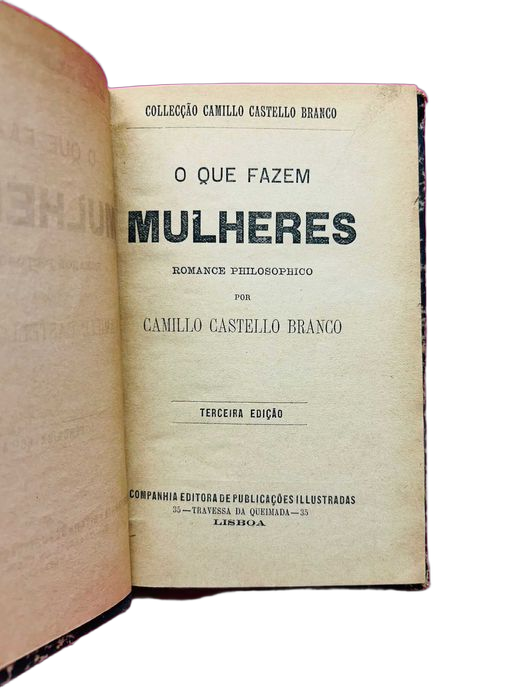 COLLECÇÃO CAMILLO CASTELLO BRANCO
O QUE FAZEM
MULHERES
ROMANCE PHILOSOPHICO
POR
CAMILLO CASTELLO BRANCO
TERCEIRA EDIÇÃO
COMPANHIA EDITORA DE PUBLICAÇÕES ILLUSTRADAS
35—TRAVESSA DA QUEIMADA—35
LISBOA